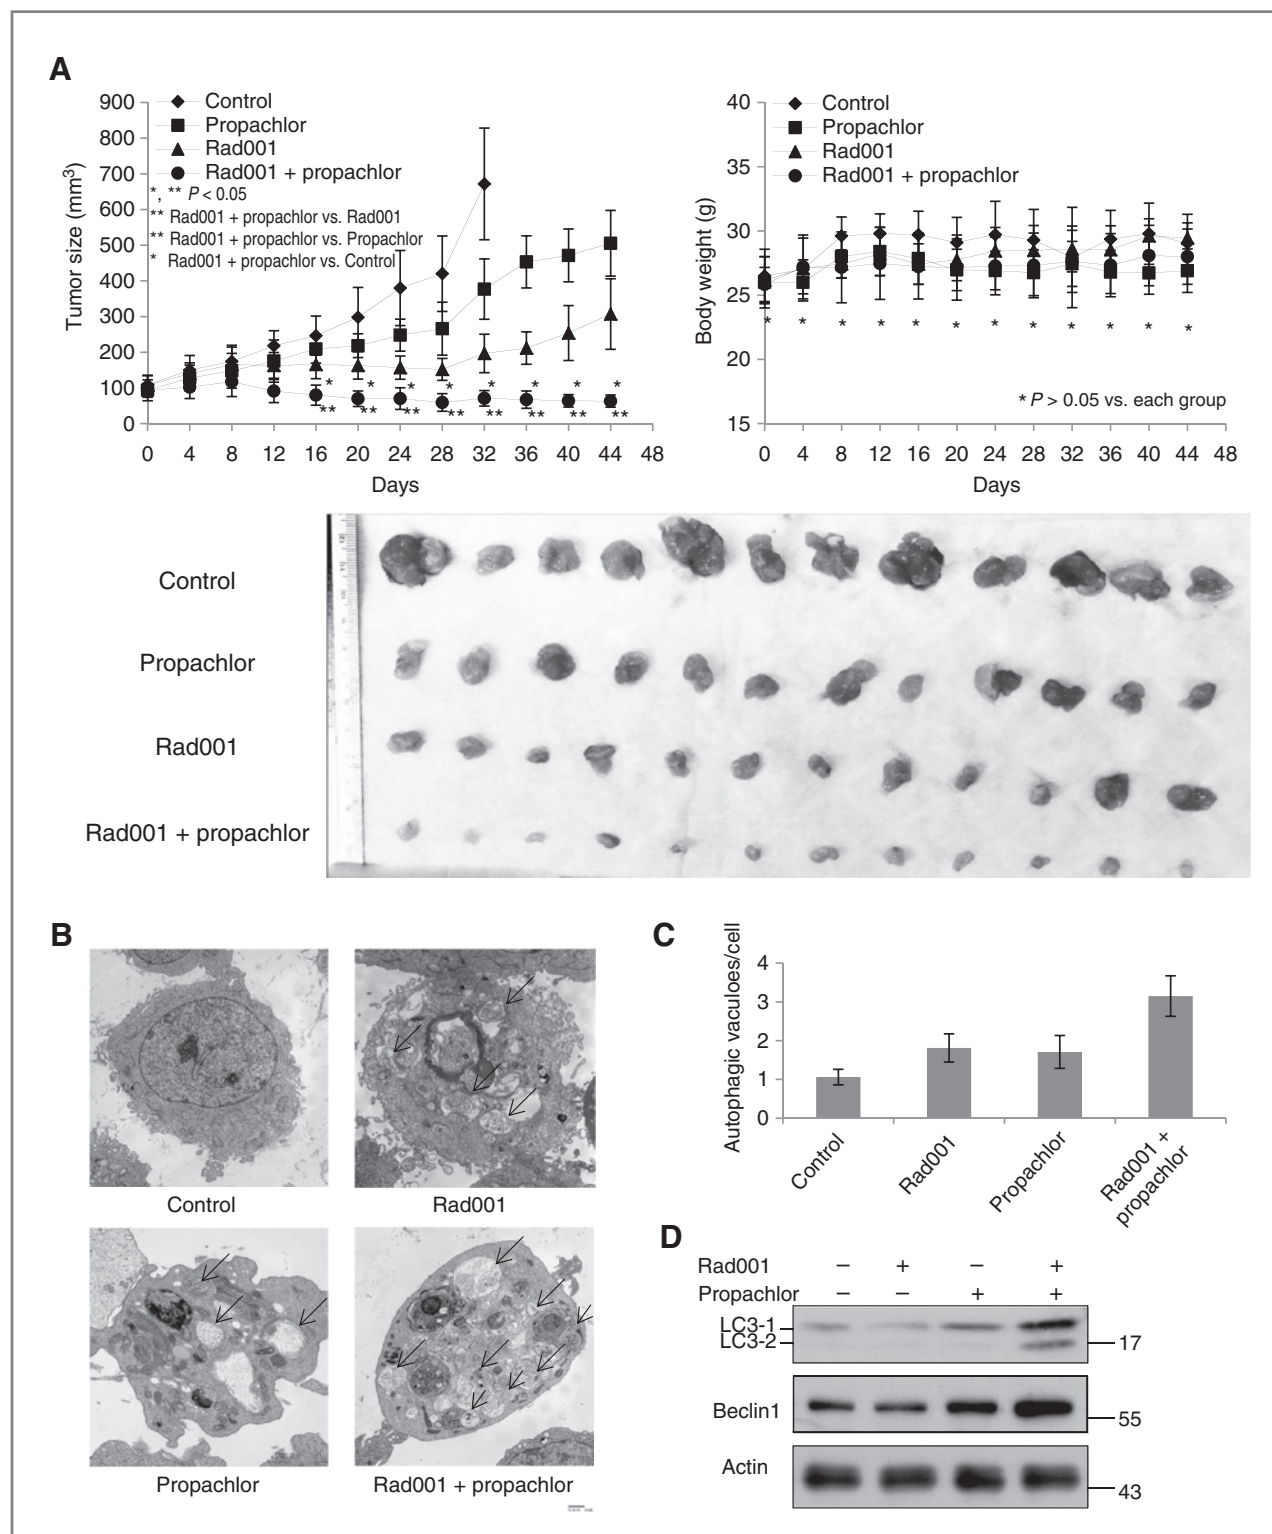 A
900
800
700
600
500
400
300
200
100
0
Tumor size (mm³)
Control
Propachlor
Rad001
Rad001 + propachlor
*, ** P < 0.05
** Rad001 + propachlor vs. Rad001
** Rad001 + propachlor vs. Propachlor
* Rad001 + propachlor vs. Control
* * * * * * * *
** ** ** ** ** ** ** **
0 4 8 12 16 20 24 28 32 36 40 44 48
Days
40
35
30
25
20
15
Body weight (g)
Control
Propachlor
Rad001
Rad001 + propachlor
* * * * * * * * * * * *
* P > 0.05 vs. each group
0 4 8 12 16 20 24 28 32 36 40 44 48
Days
Control
Propachlor
Rad001
Rad001 + propachlor
B
Control
Rad001
Propachlor
Rad001 + propachlor
C
Autophagic vaculoes/cell
4
3
2
1
0
Control
Rad001
Propachlor
Rad001 +
propachlor
D
Rad001 − + − +
Propachlor − − + +
LC3-1
LC3-2
17
Beclin1
55
Actin
43